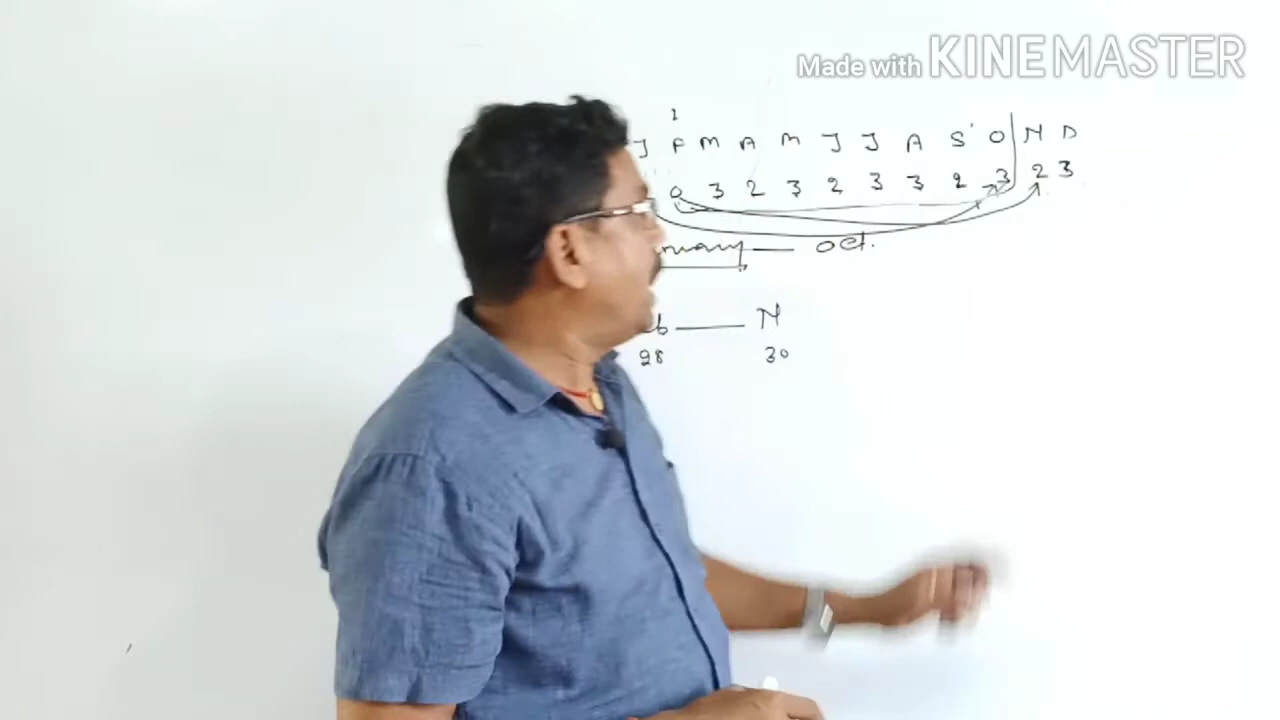 Made with KINEMASTER
1
J F M A M J J A S O N D
0 3 2 3 2 3 3 2 3 2 3
oct.
N
28 30